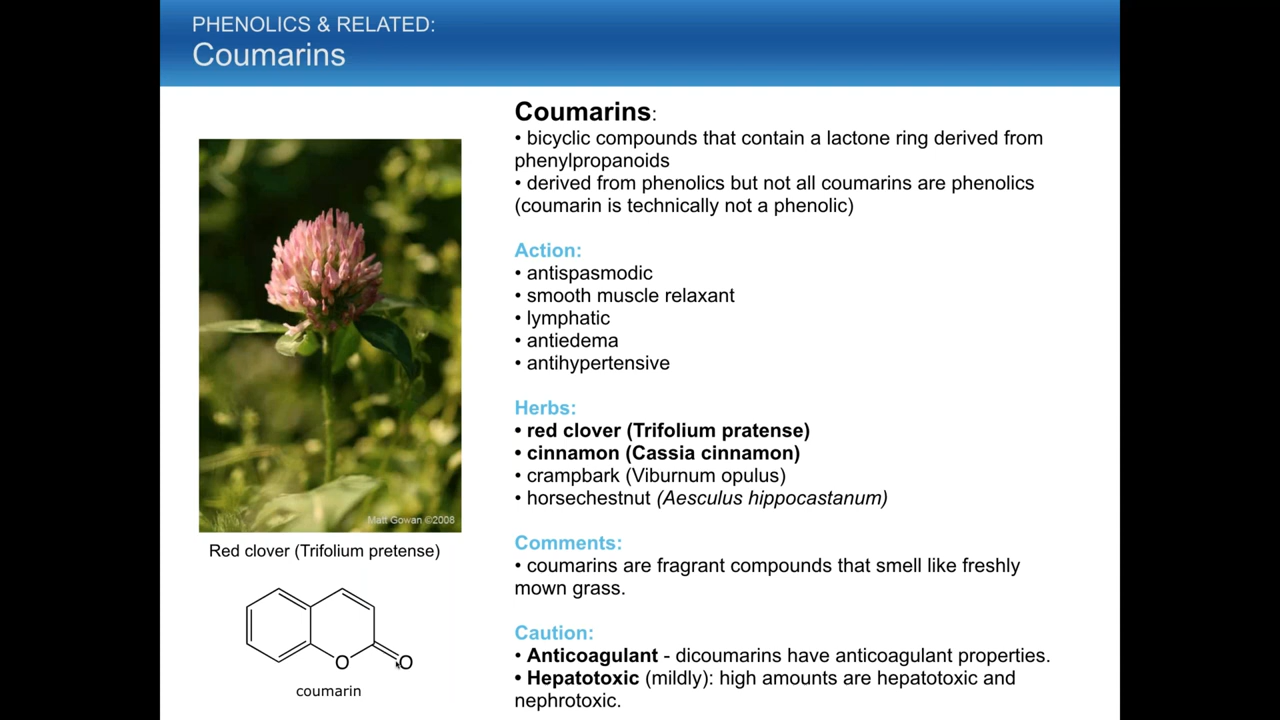 PHENOLICS & RELATED:
Coumarins
Matt Gowan ©2008
Red clover (Trifolium pretense)
O
O
coumarin
Coumarins:
• bicyclic compounds that contain a lactone ring derived from
phenylpropanoids
• derived from phenolics but not all coumarins are phenolics
(coumarin is technically not a phenolic)
Action:
• antispasmodic
• smooth muscle relaxant
• lymphatic
• antiedema
• antihypertensive
Herbs:
• red clover (Trifolium pratense)
• cinnamon (Cassia cinnamon)
• crampbark (Viburnum opulus)
• horsechestnut (Aesculus hippocastanum)
Comments:
• coumarins are fragrant compounds that smell like freshly
mown grass.
Caution:
• Anticoagulant - dicoumarins have anticoagulant properties.
• Hepatotoxic (mildly): high amounts are hepatotoxic and
nephrotoxic.